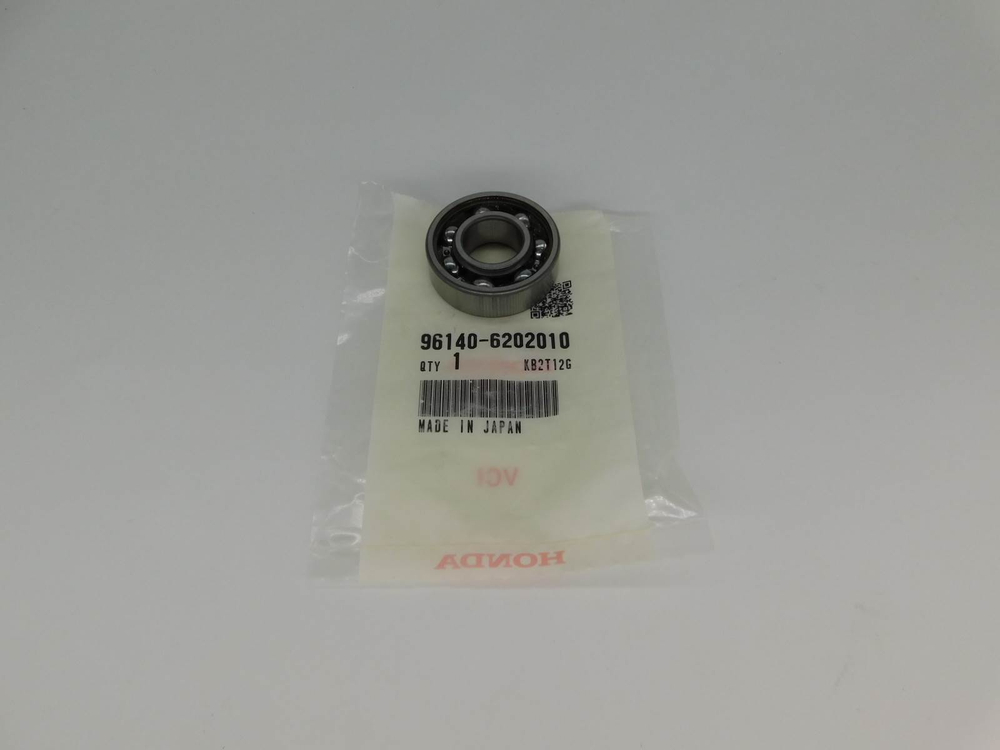 96140-6202010
QTY 1 KB2T12G
MADE IN JAPAN
VCI
HONDA